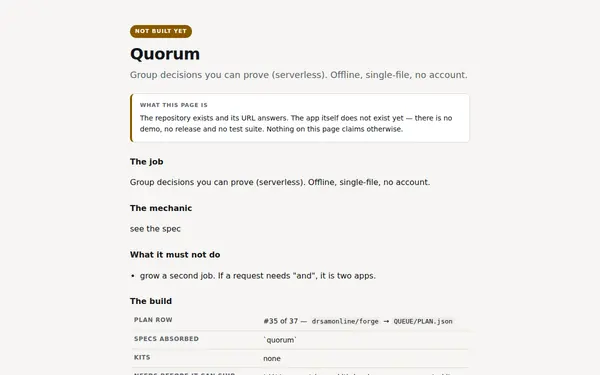 NOT BUILT YET
Quorum
Group decisions you can prove (serverless). Offline, single-file, no account.
WHAT THIS PAGE IS
The repository exists and its URL answers. The app itself does not exist yet — there is no
demo, no release and no test suite. Nothing on this page claims otherwise.
The job
Group decisions you can prove (serverless). Offline, single-file, no account.
The mechanic
see the spec
What it must not do
• grow a second job. If a request needs "and", it is two apps.
The build
PLAN ROW #35 of 37 — drsamonline/forge → QUEUE/PLAN.json
SPECS ABSORBED `quorum`
KITS none